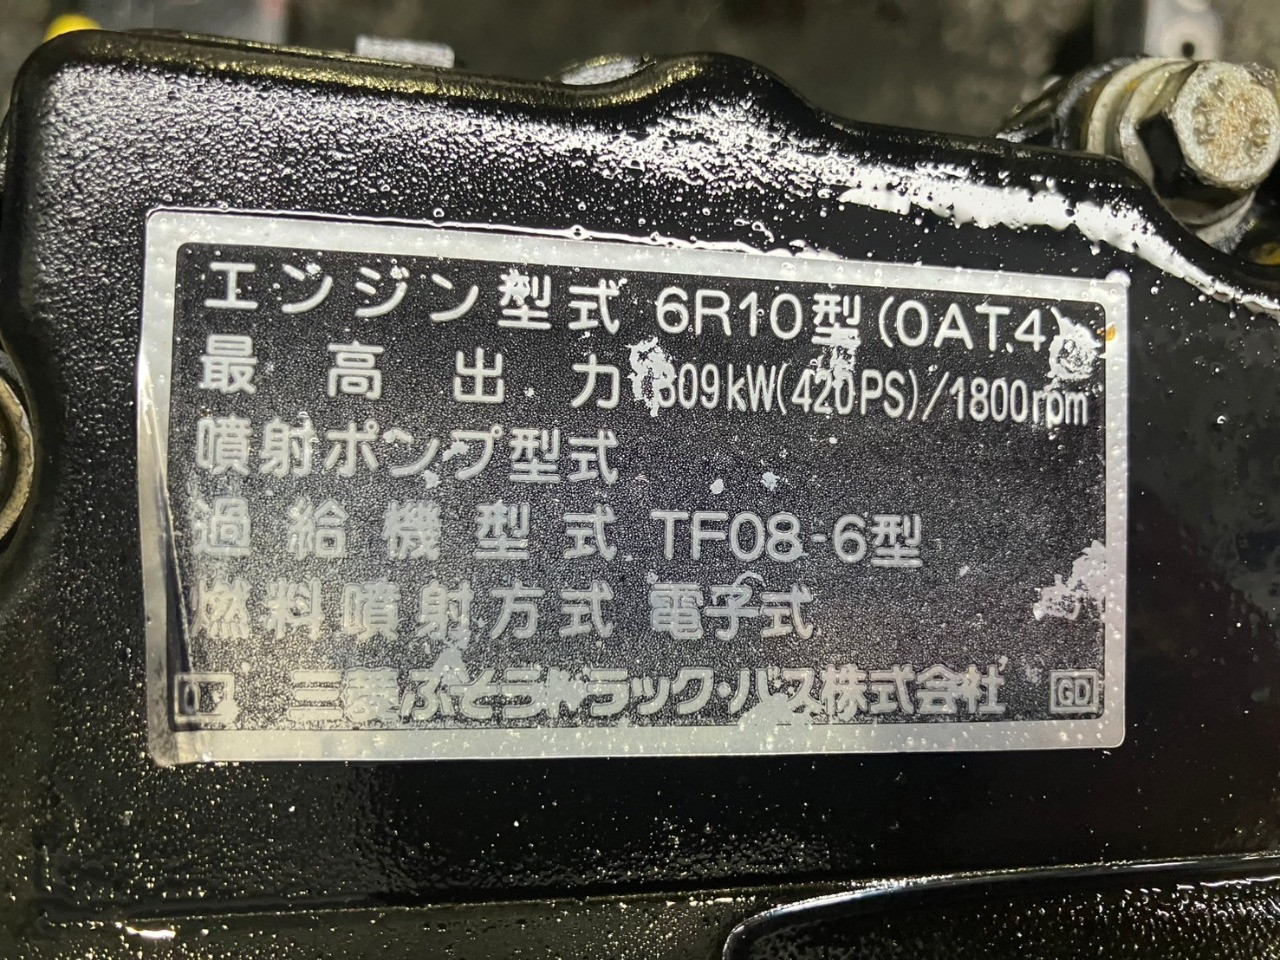 エンジン型式 6R10型(0AT4)
最高出力 309kW(420PS)/1800rpm
噴射ポンプ型式
過給機型式 TF08-6型
燃料噴射方式 電子式
三菱ふそうトラック・バス株式会社 GD